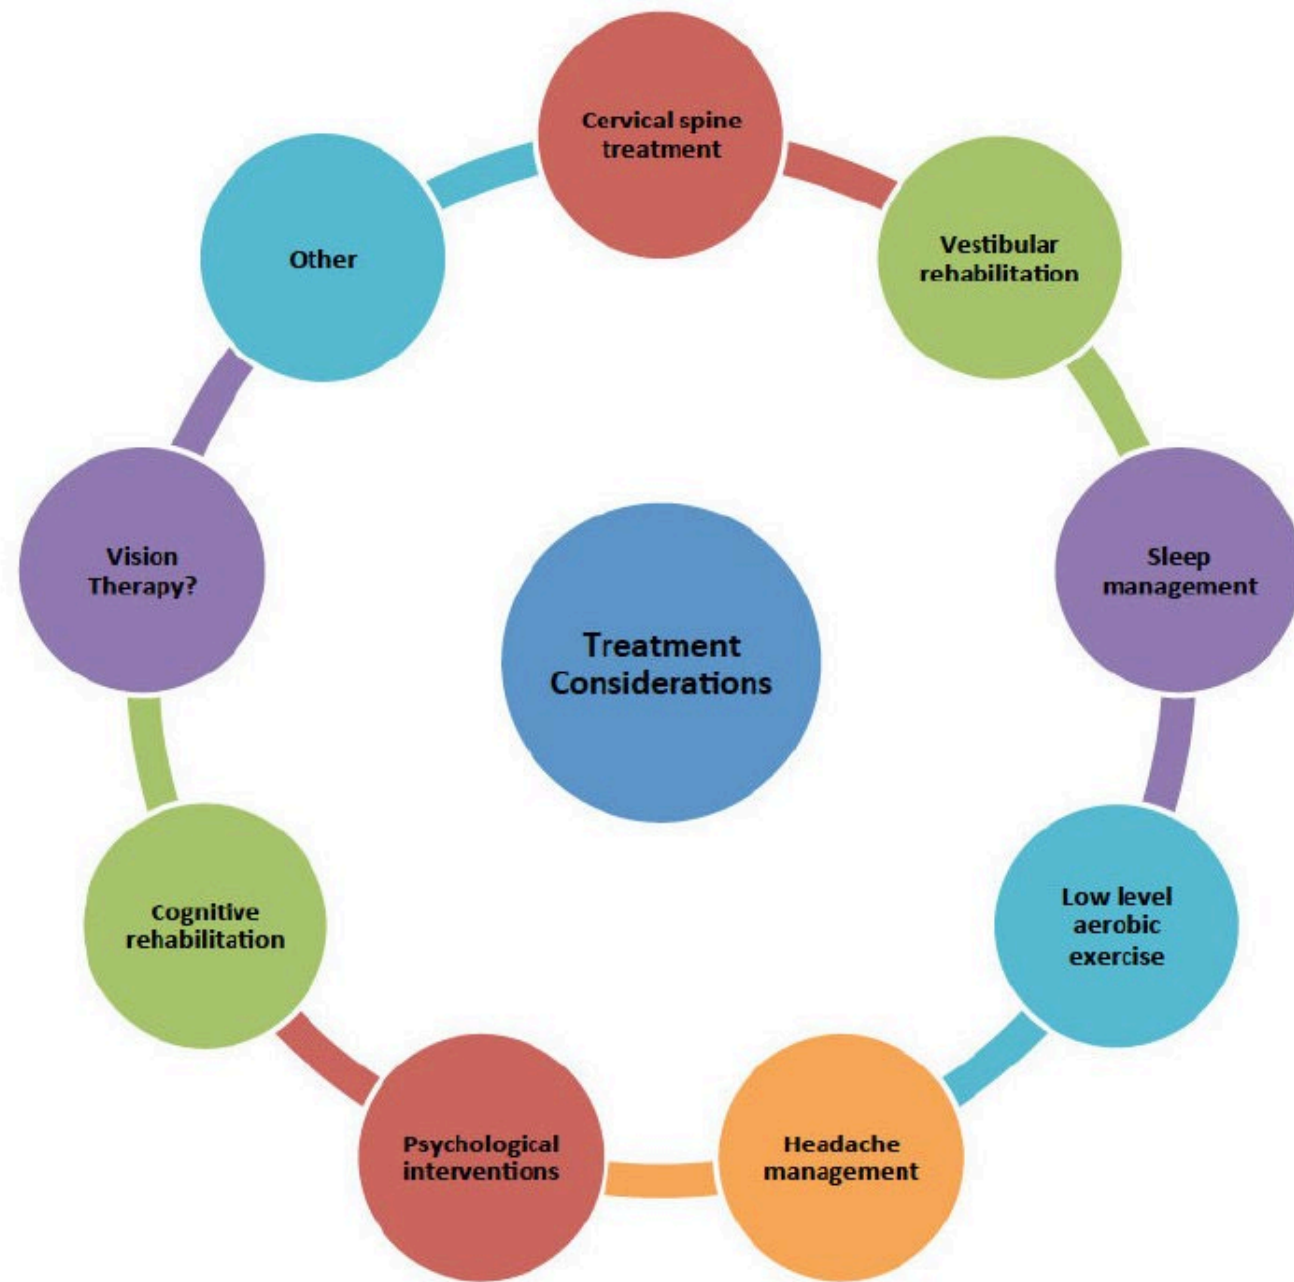 Cervical spine
treatment
Vestibular
rehabilitation
Sleep
management
Low level
aerobic
exercise
Headache
management
Psychological
interventions
Cognitive
rehabilitation
Vision
Therapy?
Other
Treatment
Considerations